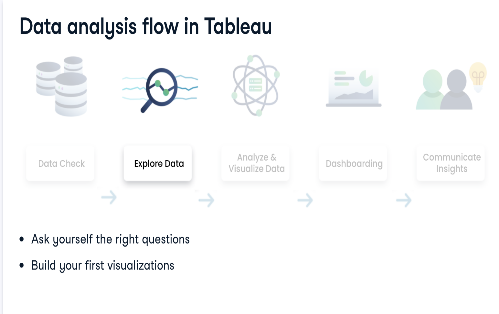 Data analysis flow in Tableau
Data Check
Explore Data
Analyze &
Visualize Data
Dashboarding
Communicate
Insights
• Ask yourself the right questions
• Build your first visualizations